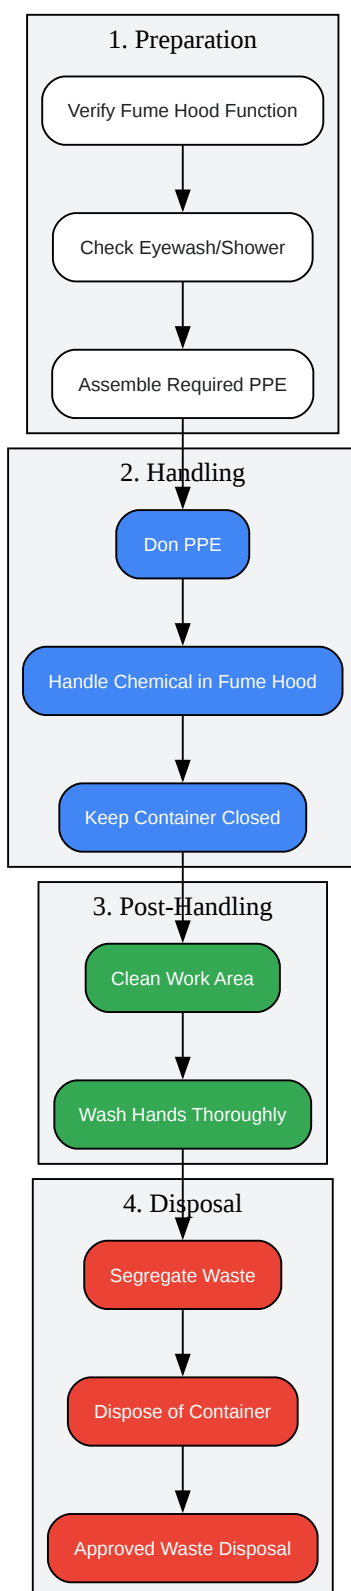 1. Preparation
Verify Fume Hood Function
Check Eyewash/Shower
Assemble Required PPE
2. Handling
Don PPE
Handle Chemical in Fume Hood
Keep Container Closed
3. Post-Handling
Clean Work Area
Wash Hands Thoroughly
4. Disposal
Segregate Waste
Dispose of Container
Approved Waste Disposal